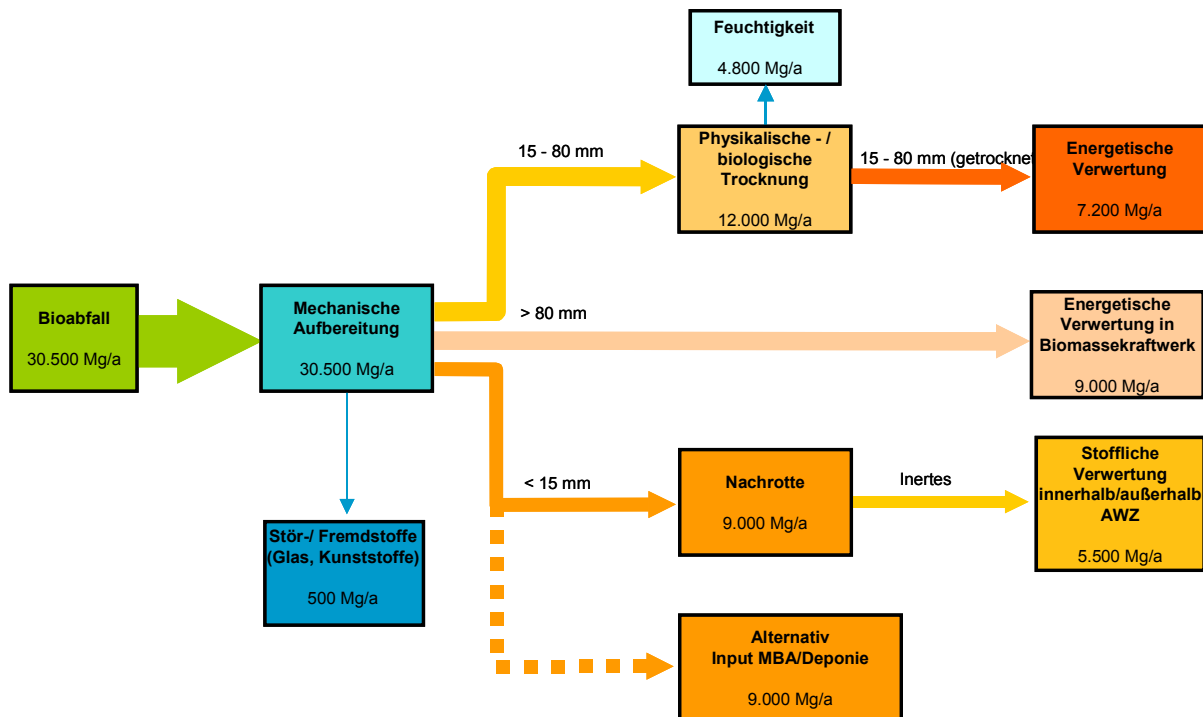 Feuchtigkeit
4.800 Mg/a
15 - 80 mm
Physikalische - /
biologische
Trocknung
12.000 Mg/a
15 - 80 mm (getrocknet
Energetische
Verwertung
7.200 Mg/a
Bioabfall
30.500 Mg/a
Mechanische
Aufbereitung
30.500 Mg/a
> 80 mm
Energetische
Verwertung in
Biomassekraftwerk
9.000 Mg/a
< 15 mm
Nachrotte
9.000 Mg/a
Inertes
Stoffliche
Verwertung
innerhalb/außerhalb
AWZ
5.500 Mg/a
Stör-/ Fremdstoffe
(Glas, Kunststoffe)
500 Mg/a
Alternativ
Input MBA/Deponie
9.000 Mg/a